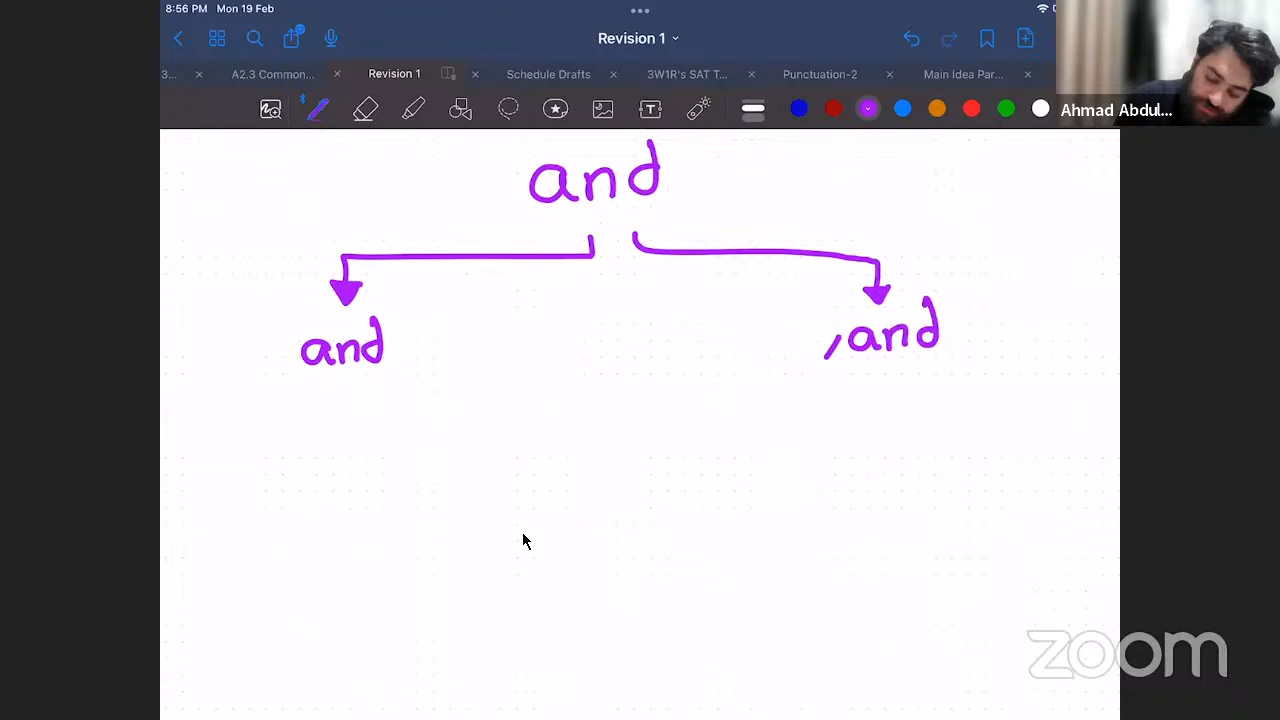 8:56 PM Mon 19 Feb
Revision 1
3...
A2.3 Common...
Revision 1
Schedule Drafts
3W1R's SAT T...
Punctuation-2
Main Idea Par...
Ahmad Abdul...
and
and
,and
zoom